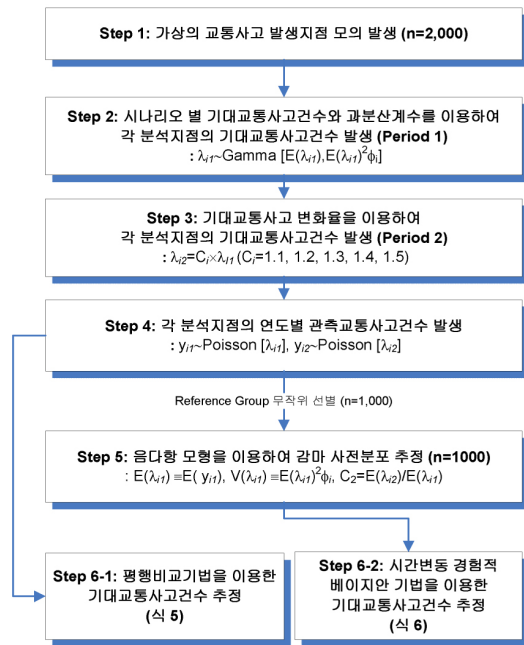 Step 1: 가상의 교통사고 발생지점 모의 발생 (n=2,000)
Step 2: 시나리오 별 기대교통사고건수와 과분산계수를 이용하여
각 분석지점의 기대교통사고건수 발생 (Period 1)
: λi1~Gamma [E(λi1),E(λi1)²ϕi]
Step 3: 기대교통사고 변화율을 이용하여
각 분석지점의 기대교통사고건수 발생 (Period 2)
: λi2=Ci×λI1 (Ci=1.1, 1.2, 1.3, 1.4, 1.5)
Step 4: 각 분석지점의 연도별 관측교통사고건수 발생
: yi1~Poisson [λi1], yi2~Poisson [λi2]
Reference Group 무작위 선별 (n=1,000)
Step 5: 음다항 모형을 이용하여 감마 사전분포 추정 (n=1000)
: E(λi1) ≡E( yi1), V(λi1) ≡E(λi1)²ϕi, C2=E(λi2)/E(λi1)
Step 6-1: 평행비교기법을 이용한
기대교통사고건수 추정
(식 5)
Step 6-2: 시간변동 경험적
베이지안 기법을 이용한
기대교통사고건수 추정
(식 6)